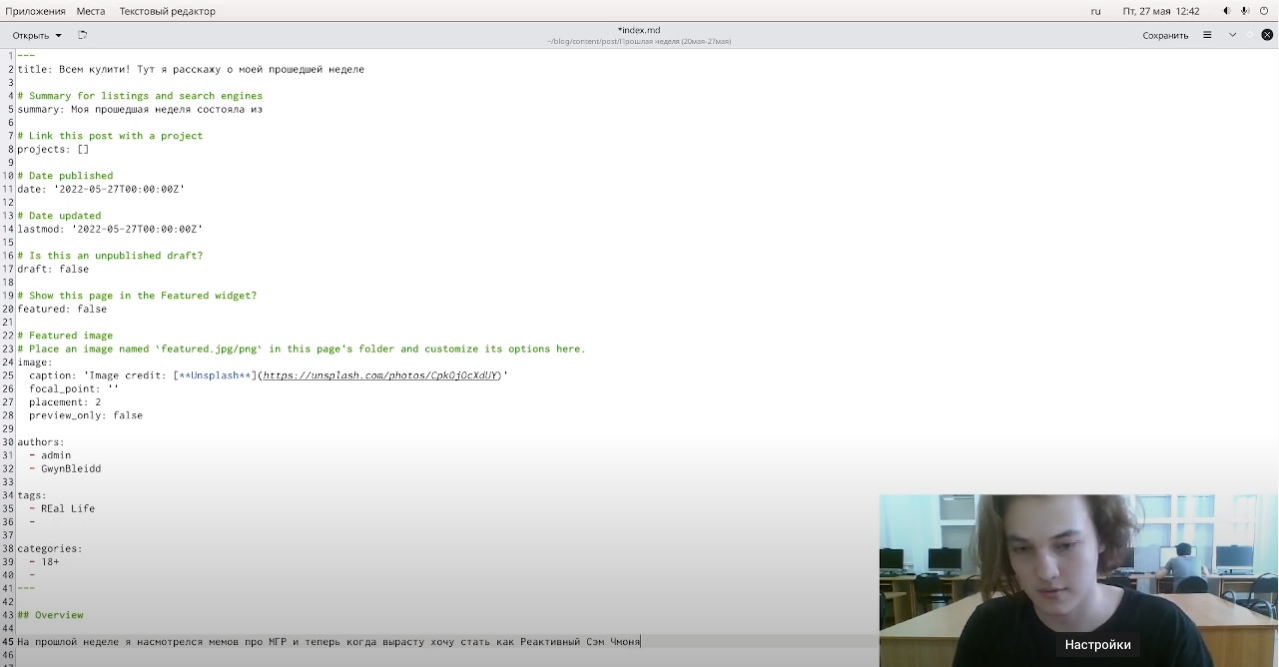 Приложения Места Текстовый редактор ru Пт, 27 мая 12:42
Открыть *index.md Сохранить
~/blog/content/post/Прошлая неделя (20мая-27мая)
1 ---
2 title: Всем кулити! Тут я расскажу о моей прошедшей неделе
3
4 # Summary for listings and search engines
5 summary: Моя прошедшая неделя состояла из
6
7 # Link this post with a project
8 projects: []
9
10 # Date published
11 date: '2022-05-27T00:00:00Z'
12
13 # Date updated
14 lastmod: '2022-05-27T00:00:00Z'
15
16 # Is this an unpublished draft?
17 draft: false
18
19 # Show this page in the Featured widget?
20 featured: false
21
22 # Featured image
23 # Place an image named `featured.jpg/png` in this page's folder and customize its options here.
24 image:
25 caption: 'Image credit: [**Unsplash**](https://unsplash.com/photos/CpkOjOcXdUY)'
26 focal_point: ''
27 placement: 2
28 preview_only: false
29
30 authors:
31 - admin
32 - GwynBleidd
33
34 tags:
35 - REal Life
36 -
37
38 categories:
39 - 18+
40 -
41 ---
42
43 ## Overview
44
45 На прошлой неделе я насмотрелся мемов про МГР и теперь когда вырасту хочу стать как Реактивный Сэм Чмоня
46
Настройки